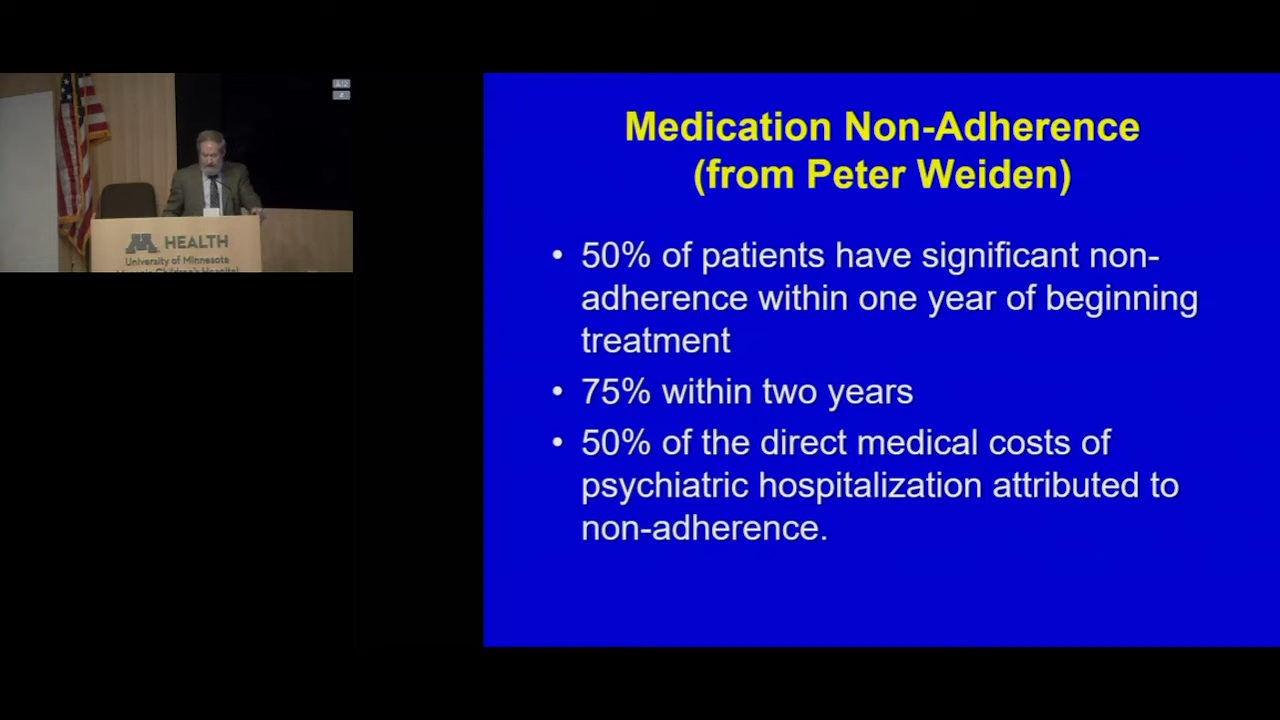 M HEALTH
University of Minnesota
Children's Hospital
Medication Non-Adherence
(from Peter Weiden)
• 50% of patients have significant non-
adherence within one year of beginning
treatment
• 75% within two years
• 50% of the direct medical costs of
psychiatric hospitalization attributed to
non-adherence.